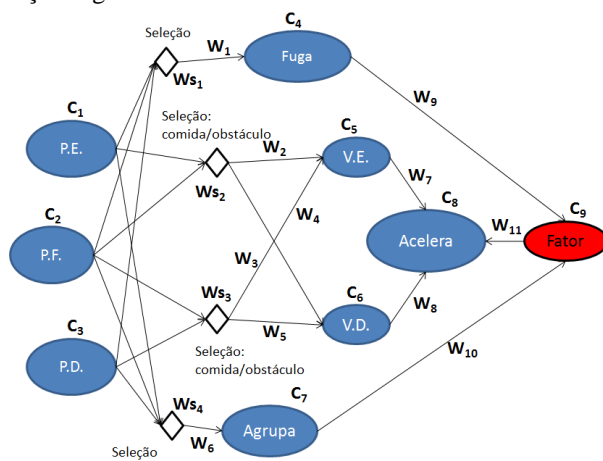 Seleção
C₄
W₁
Fuga
Ws₁
W₉
C₁
Seleção:
comida/obstáculo
C₅
P.E.
W₂
V.E.
Ws₂
W₇
C₂
W₄
C₈
C₉
P.F.
Acelera
W₁₁
Fator
W₃
C₃
Ws₃
C₆
W₈
P.D.
W₅
V.D.
Seleção:
comida/obstáculo
W₁₀
Ws₄
C₇
Seleção
W₆
Agrupa